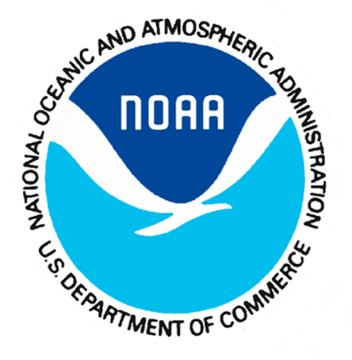 NATIONAL OCEANIC AND ATMOSPHERIC ADMINISTRATION
NOAA
U.S. DEPARTMENT OF COMMERCE